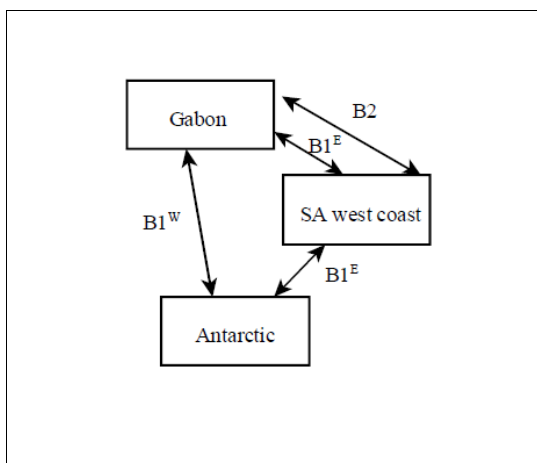 Gabon
B2
B1ᴱ
SA west coast
B1ᵂ
B1ᴱ
Antarctic